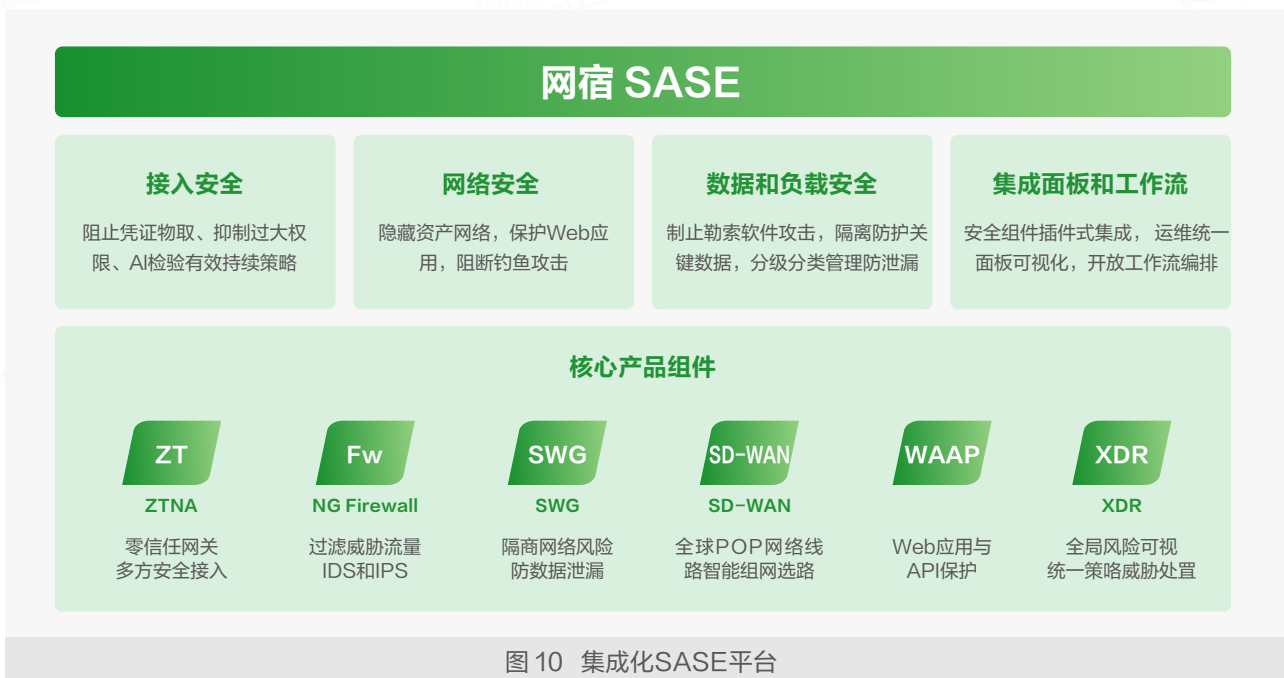 网宿 SASE
接入安全
阻止凭证物取、抑制过大权
限、AI检验有效持续策略
网络安全
隐藏资产网络，保护Web应
用，阻断钓鱼攻击
数据和负载安全
制止勒索软件攻击，隔离防护关
键数据，分级分类管理防泄漏
集成面板和工作流
安全组件插件式集成， 运维统一
面板可视化，开放工作流编排
核心产品组件
ZT
ZTNA
零信任网关
多方安全接入
Fw
NG Firewall
过滤威胁流量
IDS和IPS
SWG
SWG
隔商网络风险
防数据泄漏
SD-WAN
SD-WAN
全球POP网络线
路智能组网选路
WAAP
Web应用与
API保护
XDR
XDR
全局风险可视
统一策咯威胁处置
图 10 集成化SASE平台